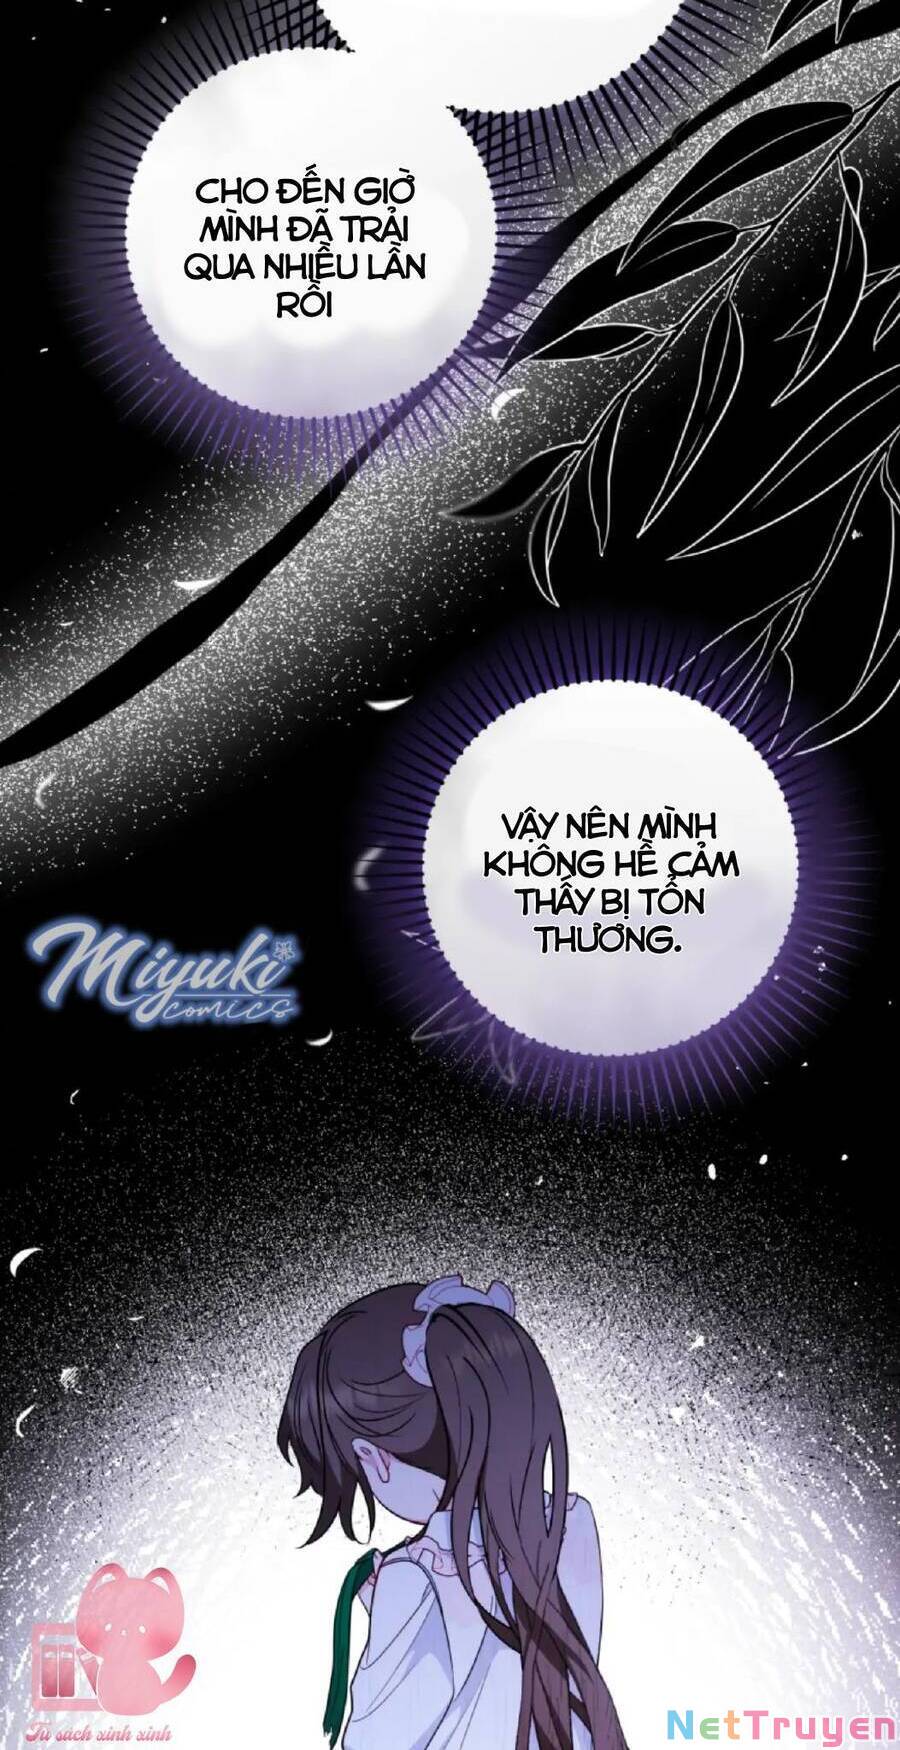 CHO ĐẾN GIỜ
MÌNH ĐÃ TRẢI
QUA NHIỀU LẦN
RỒI
VẬY NÊN MÌNH
KHÔNG HỀ CẢM
THẤY BỊ TỔN
THƯƠNG.
Miyuki
comics
Tủ sách xinh xinh
NetTruyen